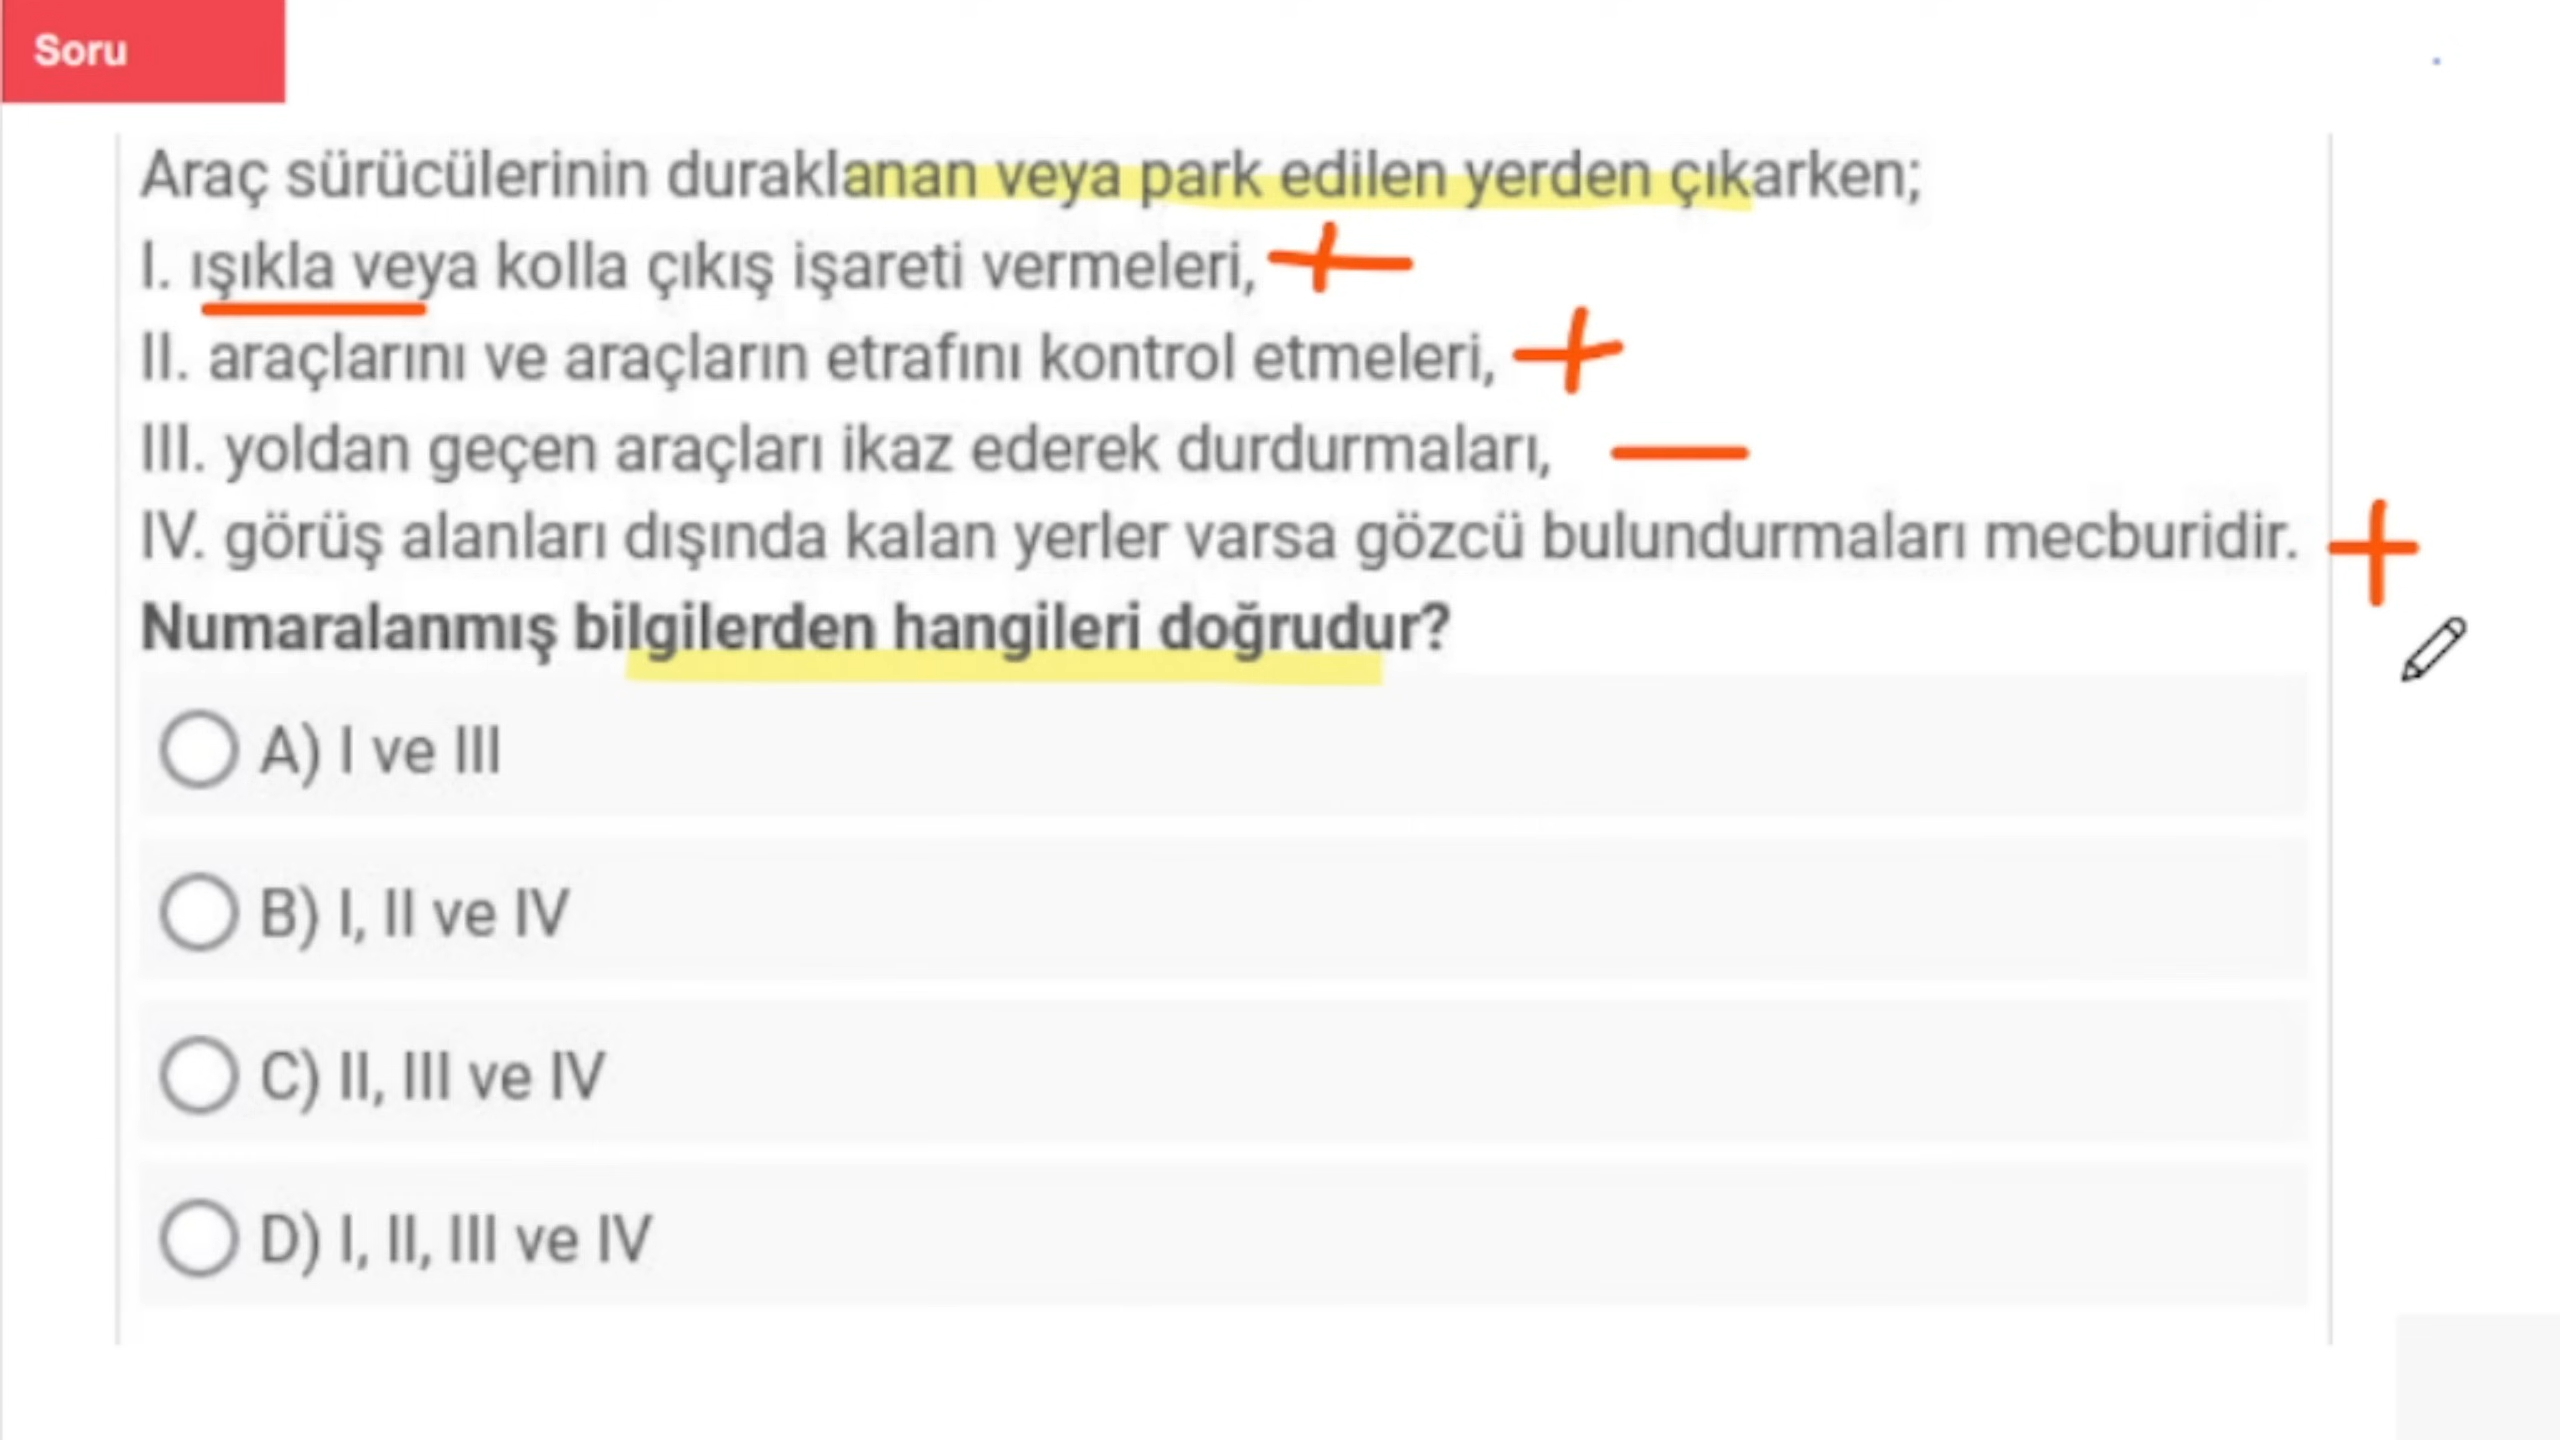 Soru
Araç sürücülerinin duraklanan veya park edilen yerden çıkarken;
I. ışıkla veya kolla çıkış işareti vermeleri,
II. araçlarını ve araçların etrafını kontrol etmeleri,
III. yoldan geçen araçları ikaz ederek durdurmaları,
IV. görüş alanları dışında kalan yerler varsa gözcü bulundurmaları mecburidir.
Numaralanmış bilgilerden hangileri doğrudur?
A) I ve III
B) I, II ve IV
C) II, III ve IV
D) I, II, III ve IV